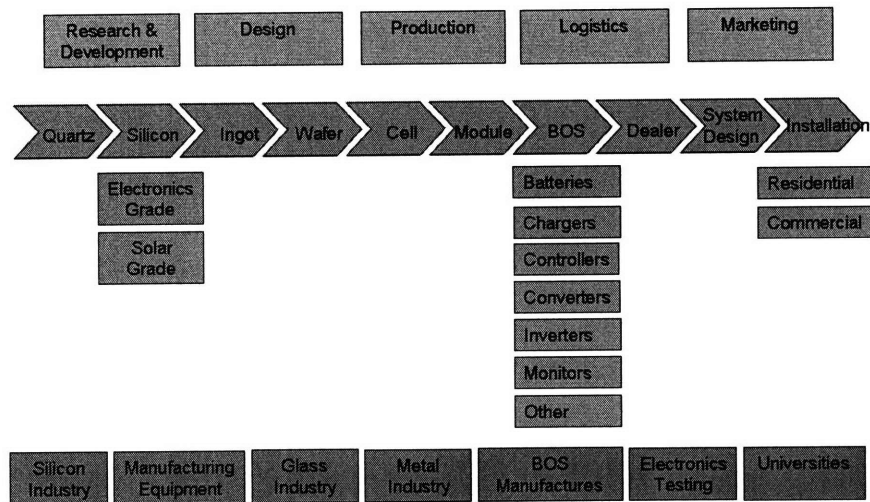 Research &
Development
Design
Production
Logistics
Marketing
Quartz
Silicon
Ingot
Wafer
Cell
Module
BOS
Dealer
System
Design
Installation
Electronics
Grade
Solar
Grade
Batteries
Chargers
Controllers
Converters
Inverters
Monitors
Other
Residential
Commercial
Silicon
Industry
Manufacturing
Equipment
Glass
Industry
Metal
Industry
BOS
Manufactures
Electronics
Testing
Universities